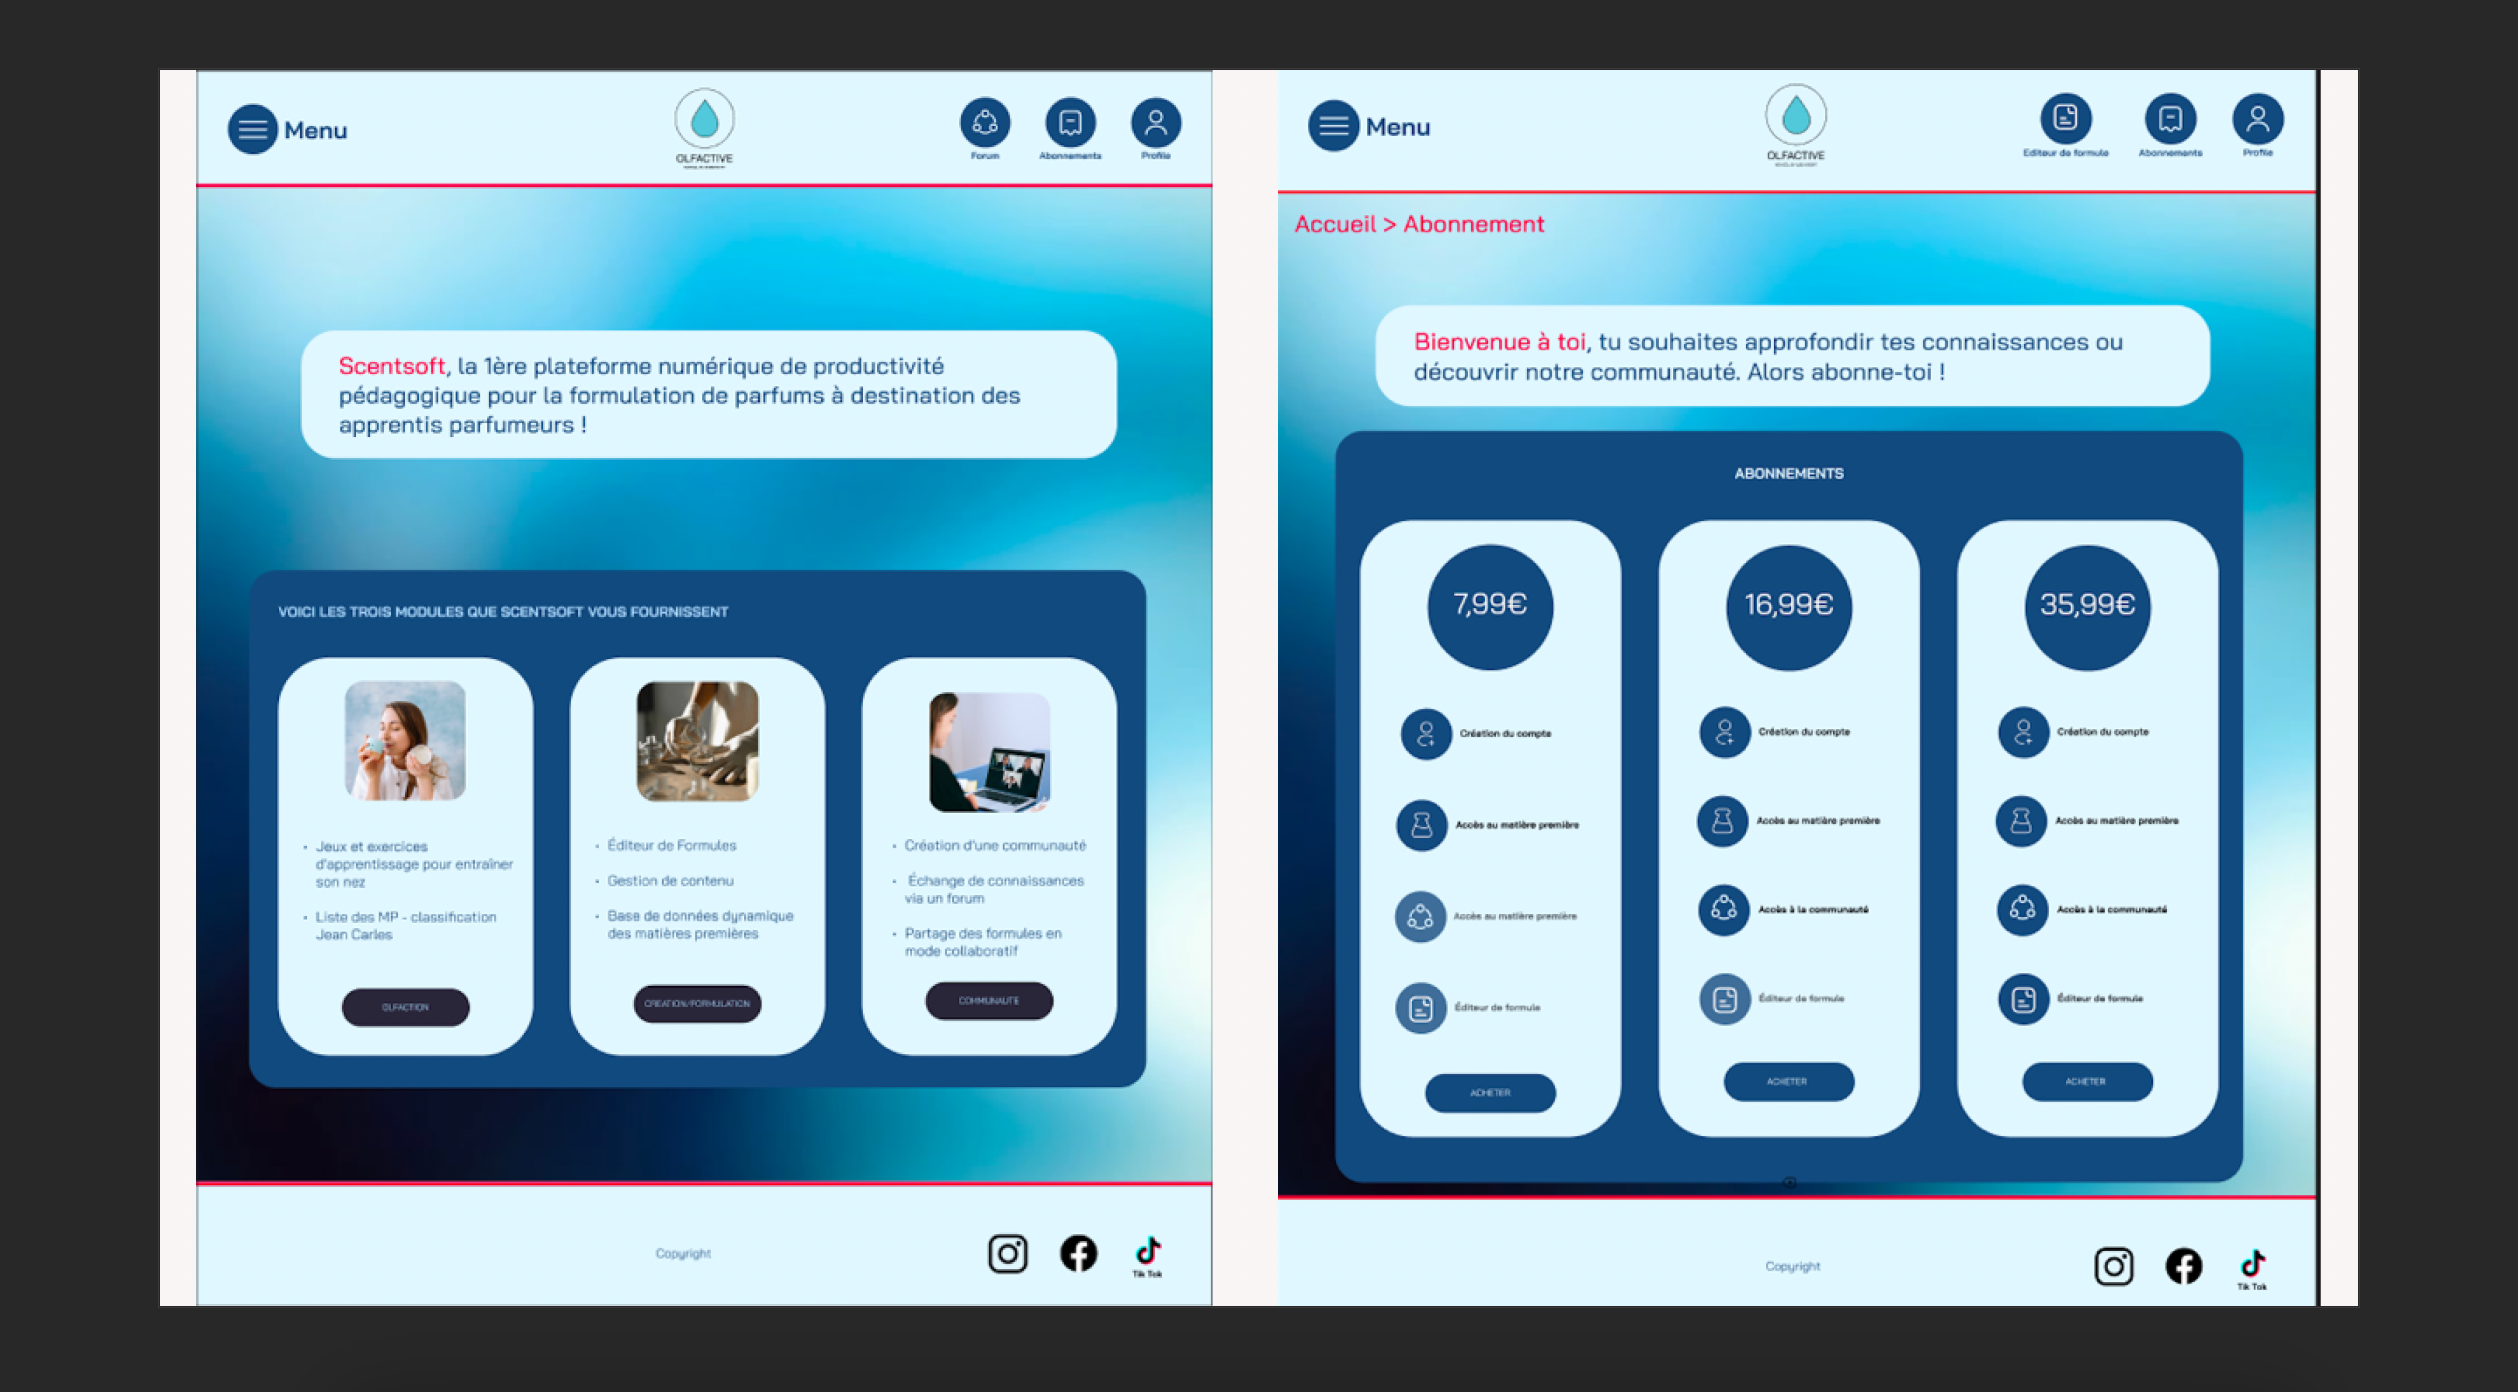 Menu
OLFACTIVE
Forum
Abonnements
Profile
Scentsoft, la 1ère plateforme numérique de productivité
pédagogique pour la formulation de parfums à destination des
apprentis parfumeurs !
VOICI LES TROIS MODULES QUE SCENTSOFT VOUS FOURNISSENT
• Jeux et exercices
d'apprentissage pour entraîner
son nez
• Liste des MP - classification
Jean Carles
OLFACTION
• Éditeur de Formules
• Gestion de contenu
• Base de données dynamique
des matières premières
CREATION/FORMULATION
• Création d'une communauté
• Échange de connaissances
via un forum
• Partage des formules en
mode collaboratif
COMMUNAUTE
Copyright
Tik Tok
Menu
OLFACTIVE
Editeur de formule
Abonnements
Profile
Accueil > Abonnement
Bienvenue à toi, tu souhaites approfondir tes connaissances ou
découvrir notre communauté. Alors abonne-toi !
ABONNEMENTS
7,99€
Création du compte
Accès au matière première
Accès au matière première
Éditeur de formule
ACHETER
16,99€
Création du compte
Accès au matière première
Accès à la communauté
Éditeur de formule
ACHETER
35,99€
Création du compte
Accès au matière première
Accès à la communauté
Éditeur de formule
ACHETER
Copyright
Tik Tok